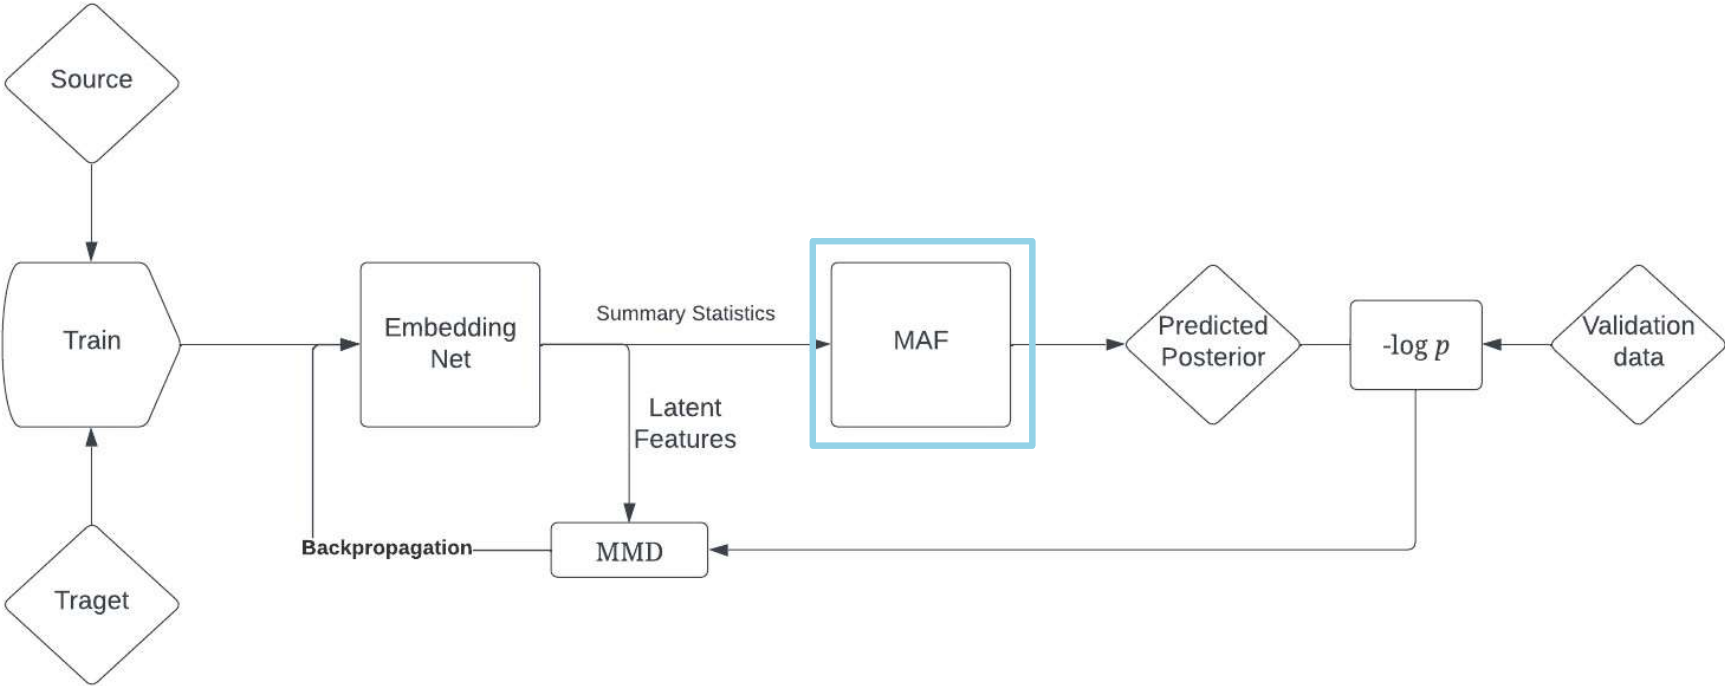 Source
Train
Embedding
Net
Summary Statistics
MAF
Predicted
Posterior
-log p
Validation
data
Latent
Features
Backpropagation
MMD
Traget